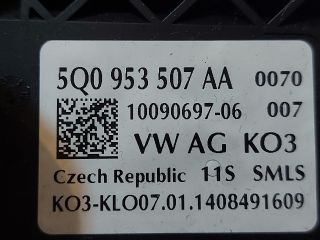 5Q0 953 507 AA 0070
10090697-06 007
VW AG KO3
Czech Republic 11S SMLS
KO3-KLO07.01.1408491609